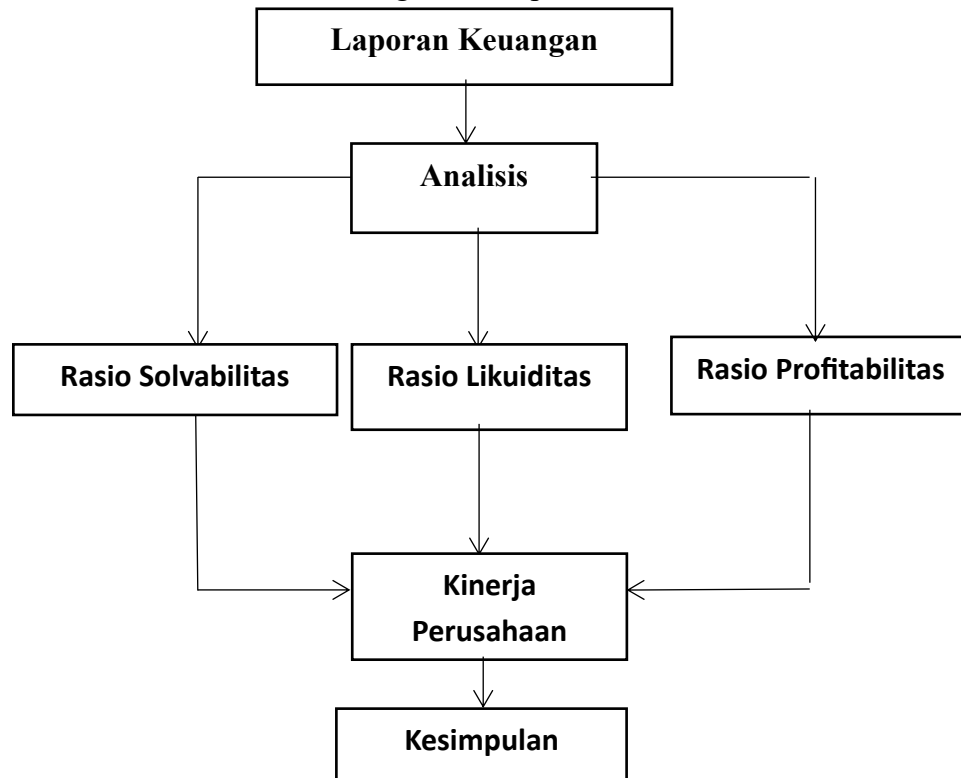 Laporan Keuangan
Analisis
Rasio Solvabilitas
Rasio Likuiditas
Rasio Profitabilitas
Kinerja
Perusahaan
Kesimpulan